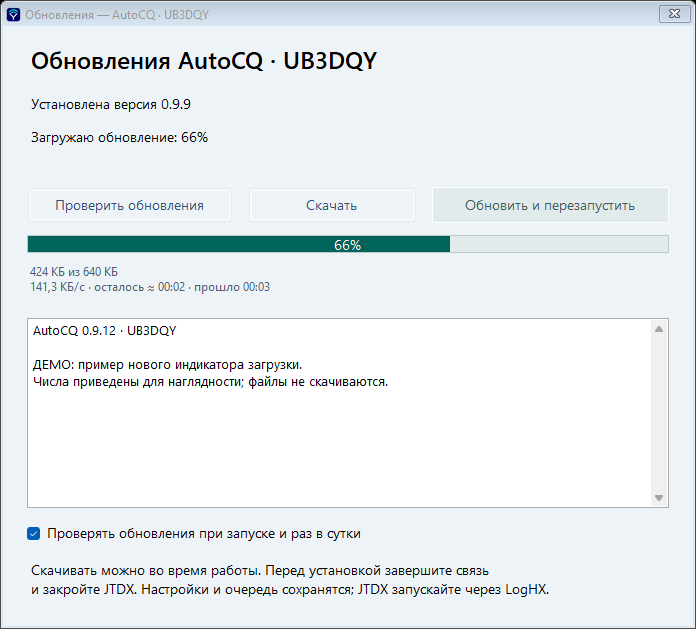 Обновления — AutoCQ · UB3DQY
Обновления AutoCQ · UB3DQY
Установлена версия 0.9.9
Загружаю обновление: 66%
Проверить обновления
Скачать
Обновить и перезапустить
66%
424 КБ из 640 КБ
141,3 КБ/с · осталось ≈ 00:02 · прошло 00:03
AutoCQ 0.9.12 · UB3DQY
ДЕМО: пример нового индикатора загрузки.
Числа приведены для наглядности; файлы не скачиваются.
Проверять обновления при запуске и раз в сутки
Скачивать можно во время работы. Перед установкой завершите связь
и закройте JTDX. Настройки и очередь сохранятся; JTDX запускайте через LogHX.